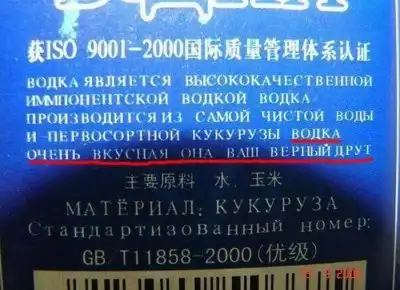 获ISO 9001-2000国际质量管理体系认证
ВОДКА ЯВЛЯЕТСЯ ВЫСОКОКАЧЕСТВЕННОЙ
ИММПОНЕНТСКОЙ ВОДКОЙ ВОДКА
ПРОИЗВОДИТСЯ ИЗ САМОЙ ЧИСТОЙ ВОДЫ
И ПЕРВОСОРТНОЙ КУКУРУЗЫ ВОДКА
ОЧЕНЬ ВКУСНАЯ ОНА ВАШ ВЕРНЫЙ ДРУТ
主要原料 水、玉米
МАТЁРИАЛ: КУКУРУЗА
Стандартизованный номер:
GB/T11858-2000(优级)